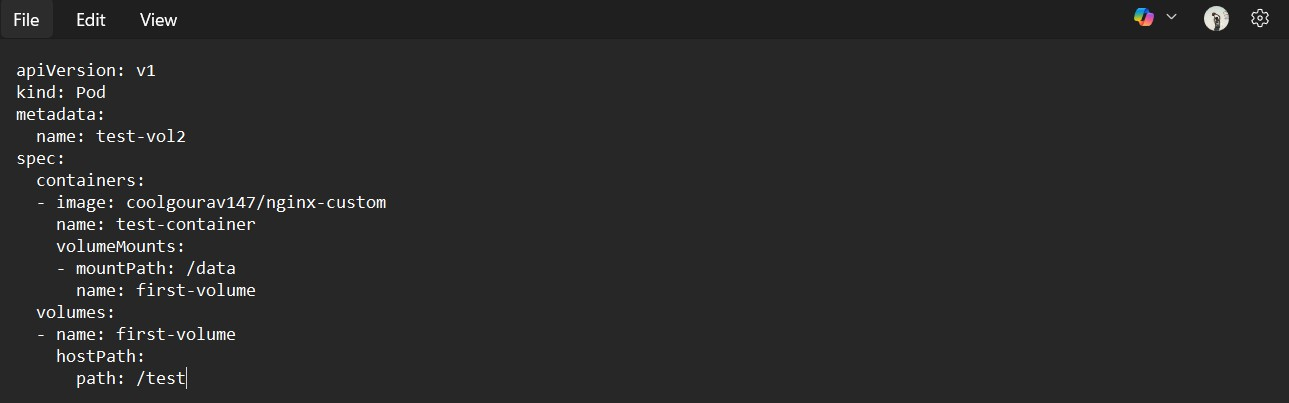 File Edit View
apiVersion: v1
kind: Pod
metadata:
  name: test-vol2
spec:
  containers:
  - image: coolgourav147/nginx-custom
    name: test-container
    volumeMounts:
    - mountPath: /data
      name: first-volume
  volumes:
  - name: first-volume
    hostPath:
      path: /test